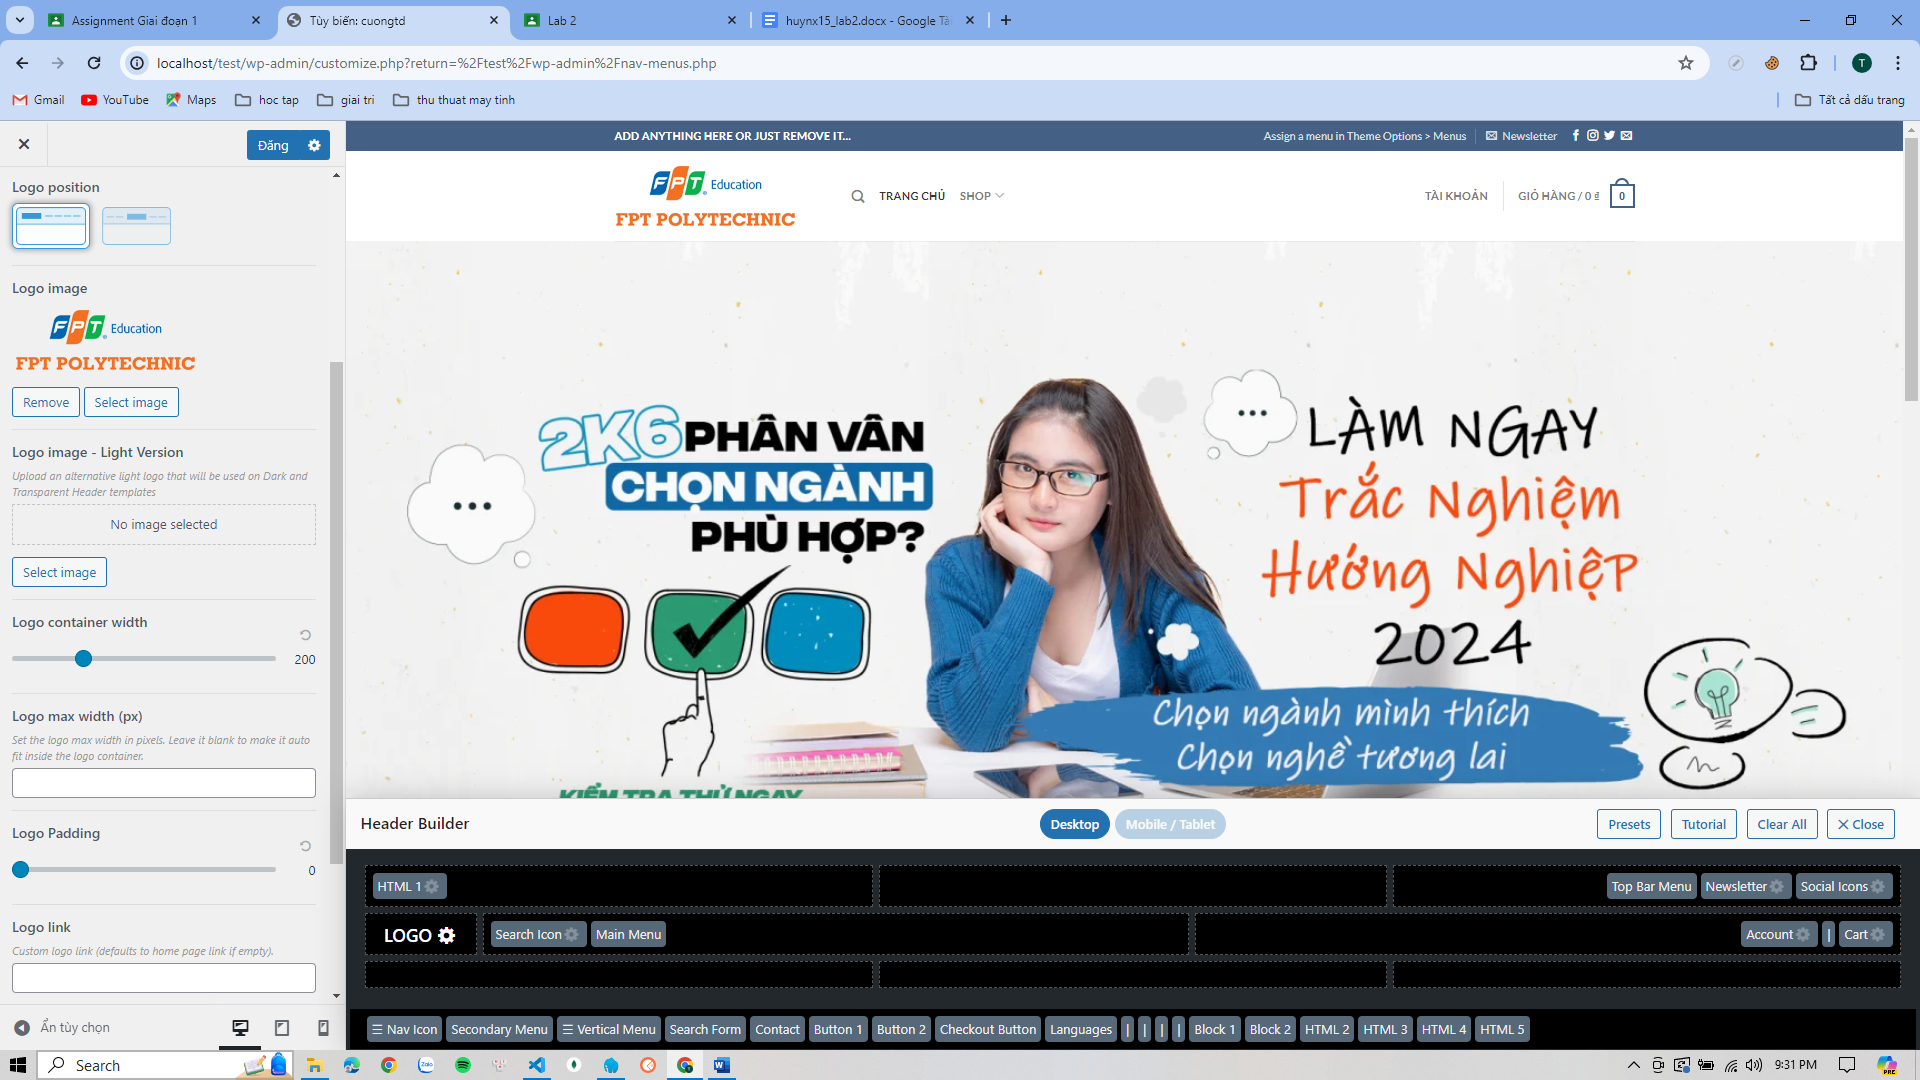 Assignment Giai đoạn 1
Tùy biến: cuongtd
Lab 2
huynx15_lab2.docx - Google Tà
localhost/test/wp-admin/customize.php?return=%2Ftest%2Fwp-admin%2Fnav-menus.php
T
Gmail
YouTube
Maps
hoc tap
giai tri
thu thuat may tinh
Tất cả dấu trang
Đăng
ADD ANYTHING HERE OR JUST REMOVE IT...
Assign a menu in Theme Options > Menus
Newsletter
Logo position
FPT Education
FPT POLYTECHNIC
TRANG CHỦ
SHOP
TÀI KHOẢN
GIỎ HÀNG / 0 ₫
0
Logo image
FPT Education
FPT POLYTECHNIC
Remove
Select image
Logo image - Light Version
Upload an alternative light logo that will be used on Dark and
Transparent Header templates
No image selected
Select image
Logo container width
200
Logo max width (px)
Set the logo max width in pixels. Leave it blank to make it auto
fit inside the logo container.
Logo Padding
0
Logo link
Custom logo link (defaults to home page link if empty).
Ẩn tùy chọn
2K6 PHÂN VÂN
CHỌN NGÀNH
PHÙ HỢP?
KIỂM TRA THỬ NGAY
LÀM NGAY
Trắc Nghiệm
Hướng Nghiệp
2024
Chọn ngành mình thích
Chọn nghề tương lai
Header Builder
Desktop
Mobile / Tablet
Presets
Tutorial
Clear All
Close
HTML 1
Top Bar Menu
Newsletter
Social Icons
LOGO
Search Icon
Main Menu
Account
|
Cart
☰ Nav Icon
Secondary Menu
☰ Vertical Menu
Search Form
Contact
Button 1
Button 2
Checkout Button
Languages
|
|
|
|
Block 1
Block 2
HTML 2
HTML 3
HTML 4
HTML 5
Search
Zalo
9:31 PM
PRE